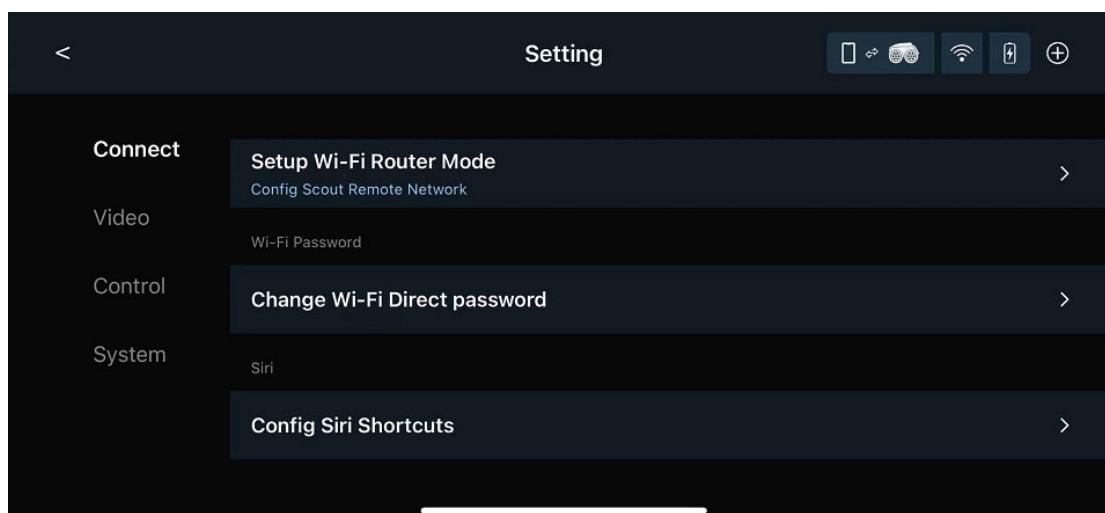 <
Setting
Connect
Video
Control
System
Setup Wi-Fi Router Mode
Config Scout Remote Network
Wi-Fi Password
Change Wi-Fi Direct password
Siri
Config Siri Shortcuts